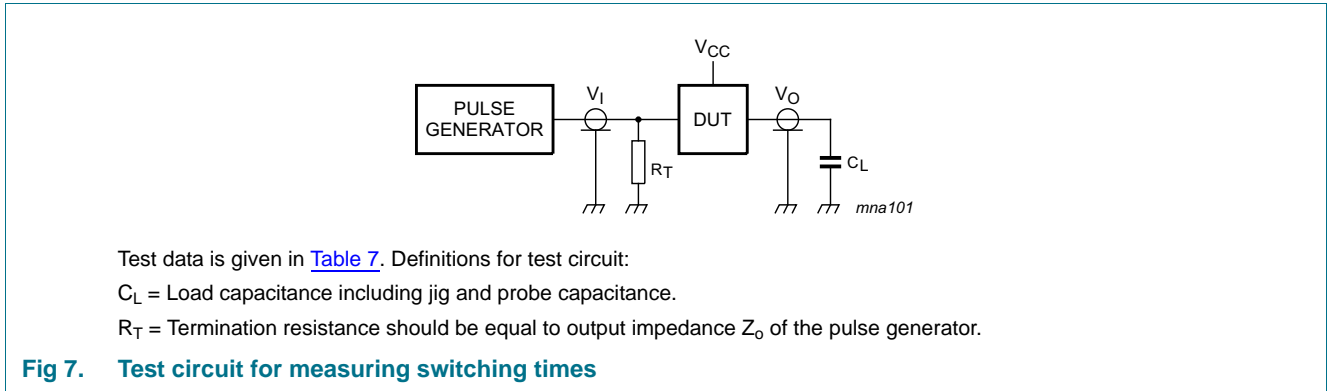 VCC
PULSE
GENERATOR
VI
DUT
VO
RT
CL
mna101
Test data is given in Table 7. Definitions for test circuit:
CL = Load capacitance including jig and probe capacitance.
RT = Termination resistance should be equal to output impedance Zo of the pulse generator.
Fig 7. Test circuit for measuring switching times